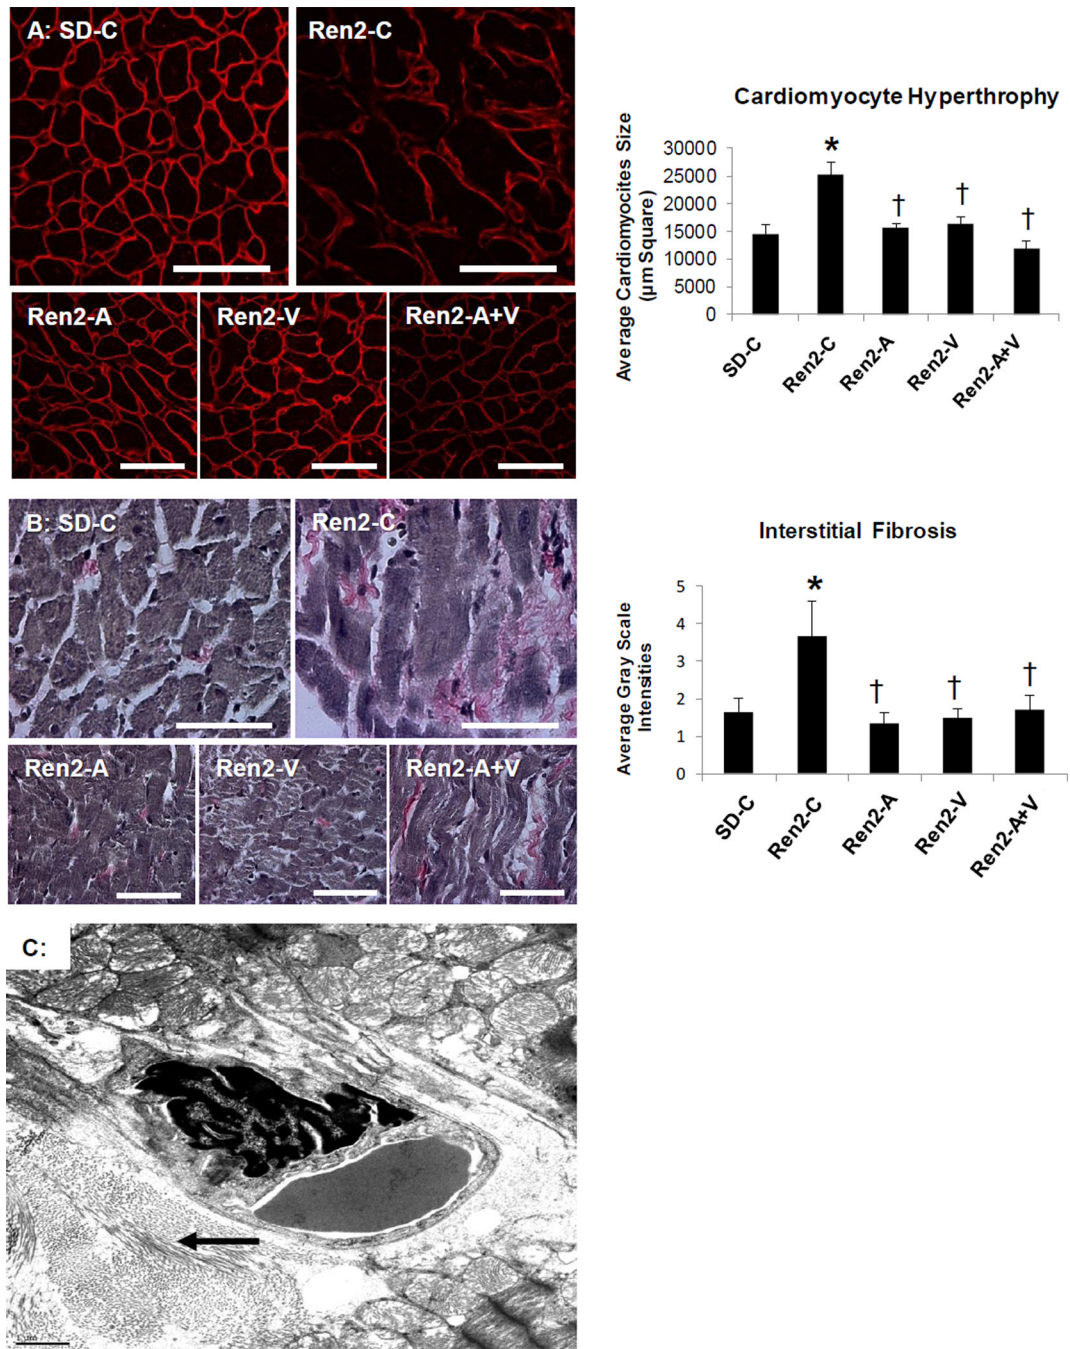 A: SD-C
Ren2-C
Ren2-A
Ren2-V
Ren2-A+V
Cardiomyocyte Hyperthrophy
Average Cardiomyocites Size
(µm Square)
30000
25000
20000
15000
10000
5000
0
*
†
†
†
SD-C
Ren2-C
Ren2-A
Ren2-V
Ren2-A+V
B: SD-C
Ren2-C
Ren2-A
Ren2-V
Ren2-A+V
Interstitial Fibrosis
Average Gray Scale
Intensities
5
4
3
2
1
0
*
†
†
†
SD-C
Ren2-C
Ren2-A
Ren2-V
Ren2-A+V
C: